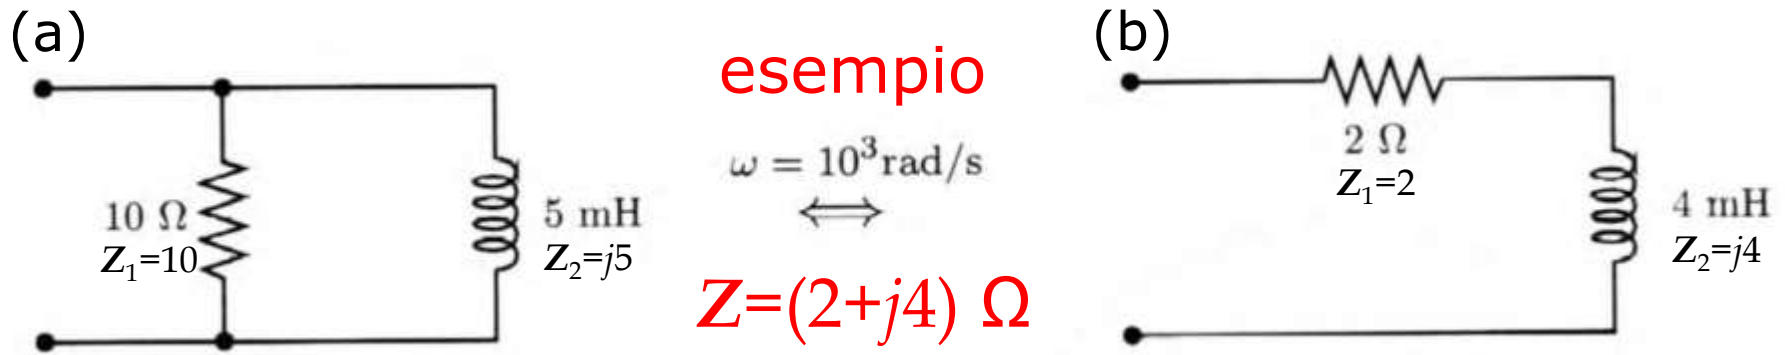 (a)
10 Ω
Z₁=10
5 mH
Z₂=j5
esempio
ω = 10³rad/s
⟺
Z=(2+j4) Ω
(b)
2 Ω
Z₁=2
4 mH
Z₂=j4